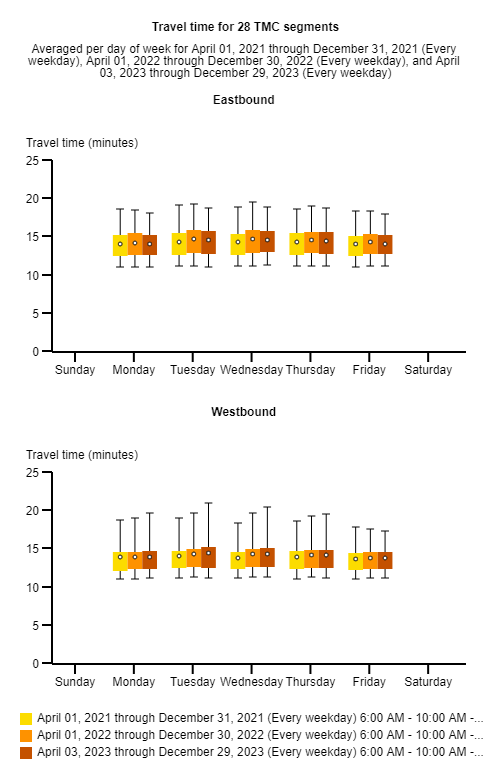 Travel time for 28 TMC segments
Averaged per day of week for April 01, 2021 through December 31, 2021 (Every
weekday), April 01, 2022 through December 30, 2022 (Every weekday), and April
03, 2023 through December 29, 2023 (Every weekday)
Eastbound
Travel time (minutes)
25
20
15
10
5
0
Sunday Monday Tuesday Wednesday Thursday Friday Saturday
Westbound
Travel time (minutes)
25
20
15
10
5
0
Sunday Monday Tuesday Wednesday Thursday Friday Saturday
April 01, 2021 through December 31, 2021 (Every weekday) 6:00 AM - 10:00 AM -...
April 01, 2022 through December 30, 2022 (Every weekday) 6:00 AM - 10:00 AM -...
April 03, 2023 through December 29, 2023 (Every weekday) 6:00 AM - 10:00 AM -...